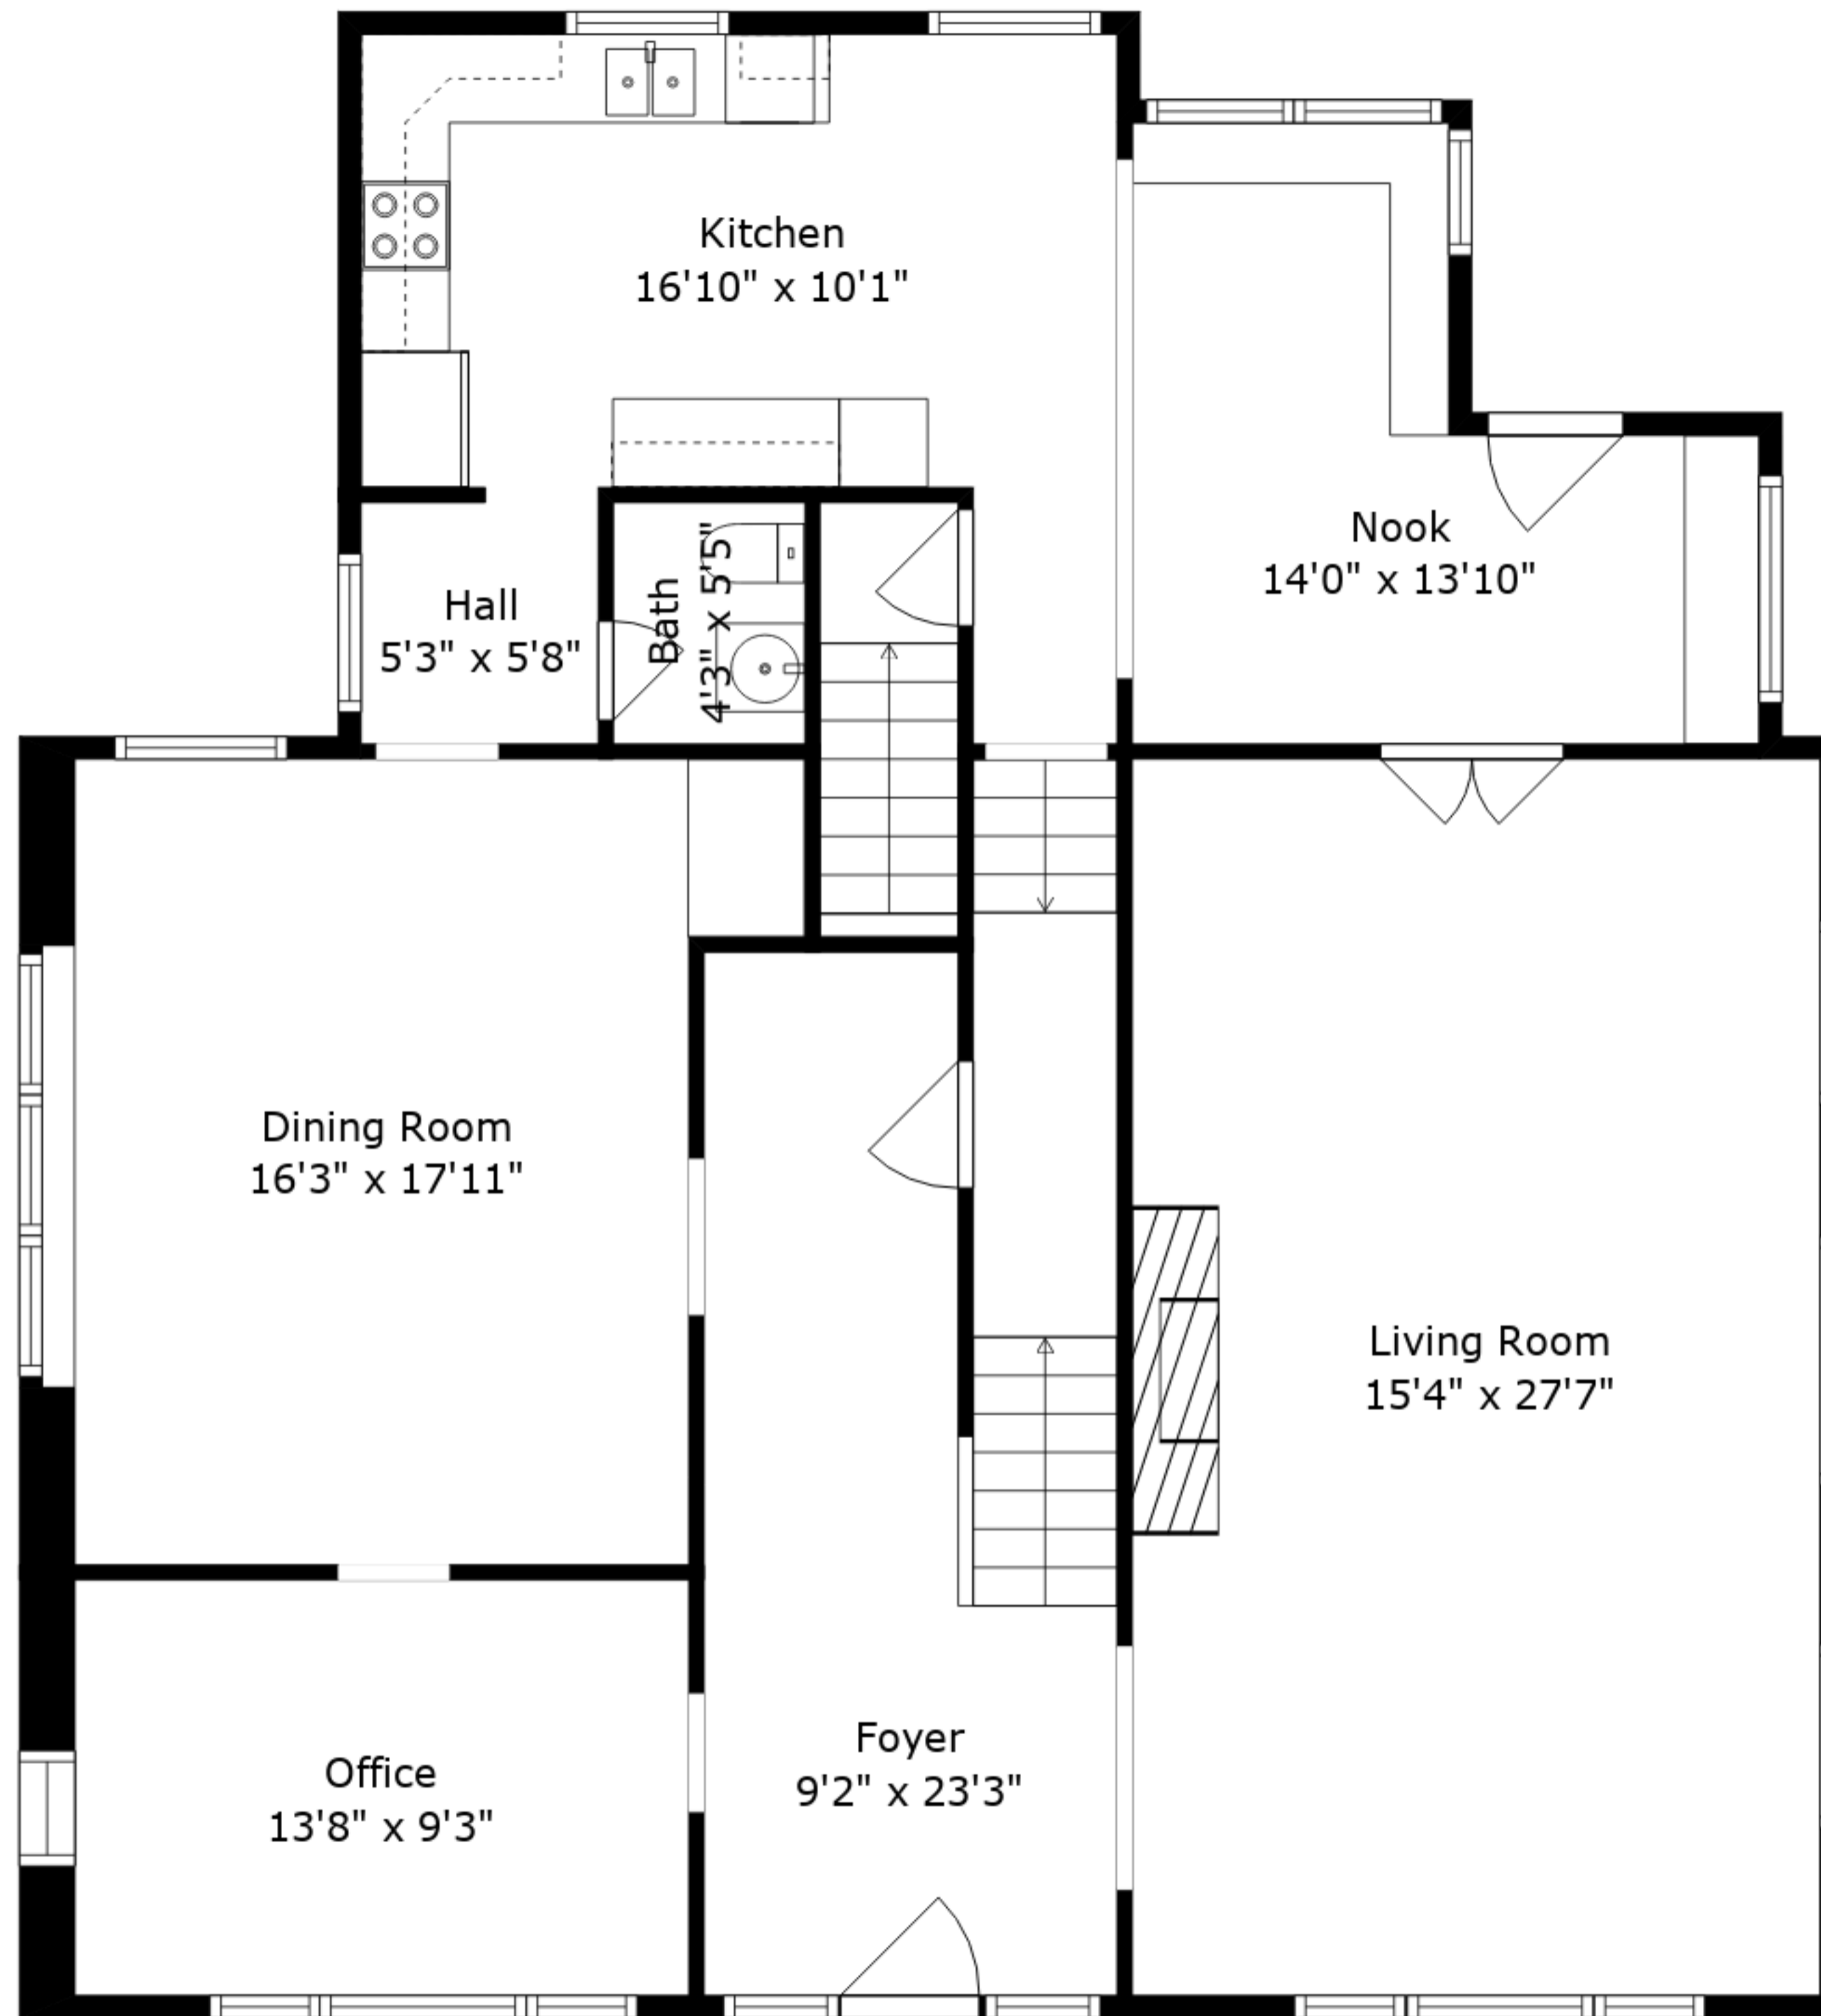 Kitchen
16'10" x 10'1"
Nook
14'0" x 13'10"
Hall
5'3" x 5'8"
Bath
4'3" x 5'5"
Dining Room
16'3" x 17'11"
Living Room
15'4" x 27'7"
Foyer
9'2" x 23'3"
Office
13'8" x 9'3"